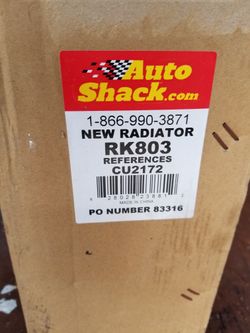 Auto
Shack.com
1-866-990-3871
NEW RADIATOR
RK803
REFERENCES
CU2172
MADE IN CHINA
PO NUMBER 83316